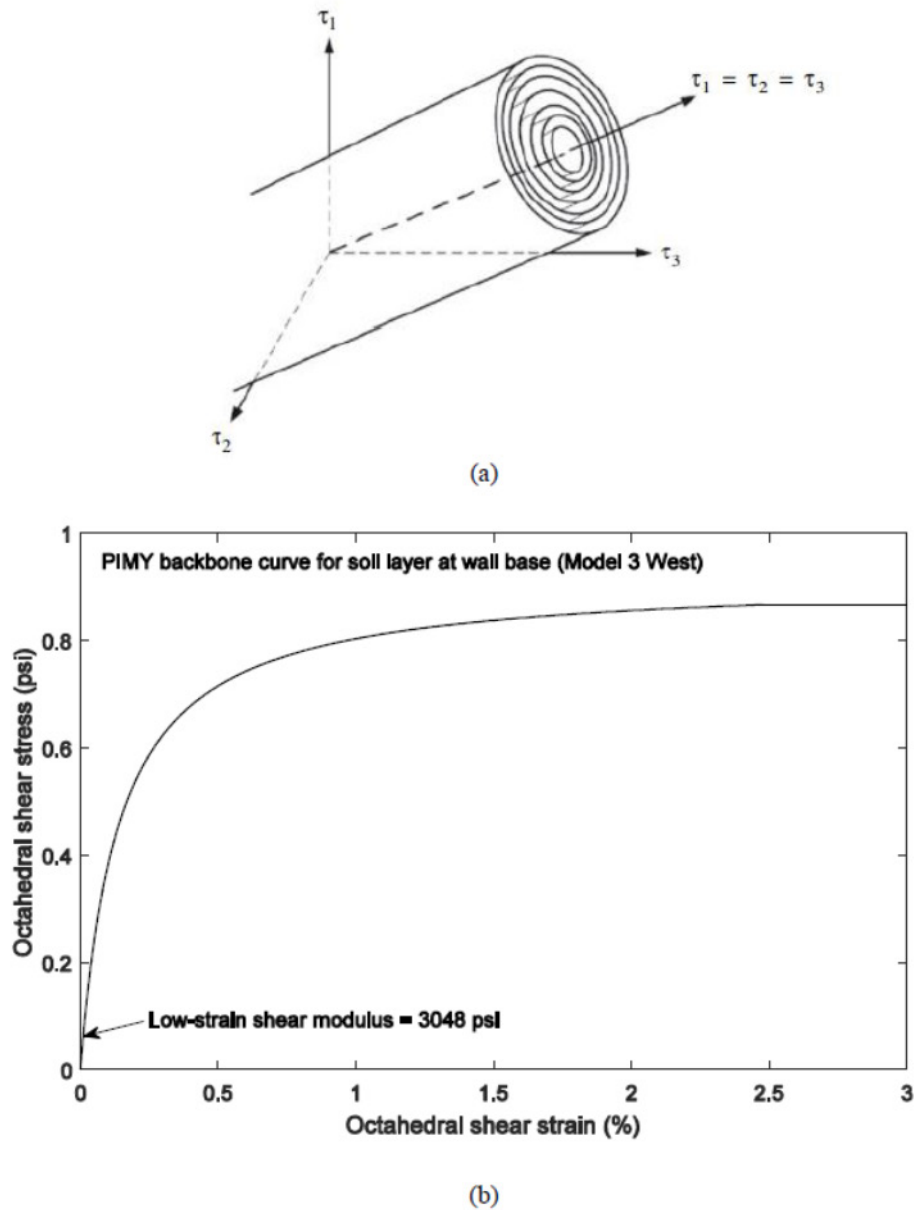 τ1
τ1 = τ2 = τ3
τ3
τ2
(a)
1
PIMY backbone curve for soil layer at wall base (Model 3 West)
0.8
0.6
Octahedral shear stress (psi)
0.4
0.2
Low-strain shear modulus = 3048 psi
0
0 0.5 1 1.5 2 2.5 3
Octahedral shear strain (%)
(b)